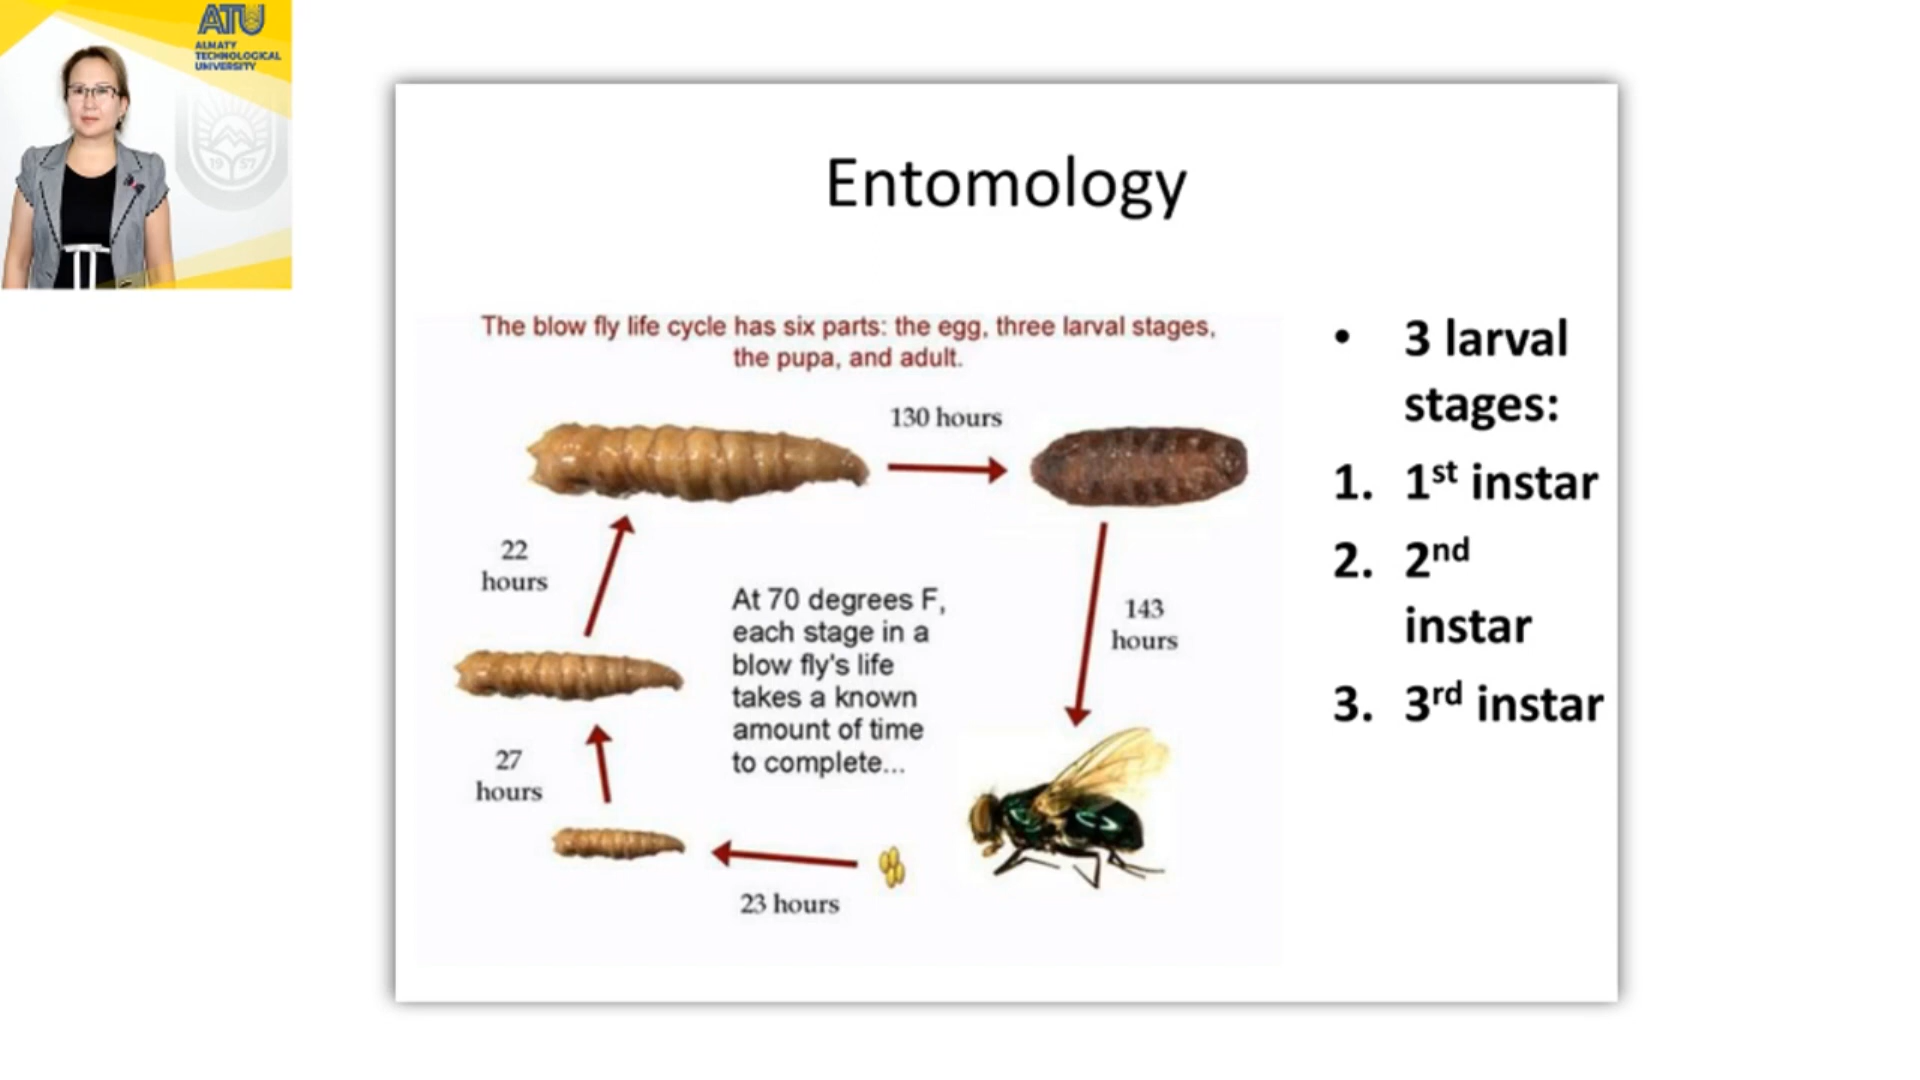 ATU
ALMATY
TECHNOLOGICAL
UNIVERSITY
19 57
Entomology
The blow fly life cycle has six parts: the egg, three larval stages,
the pupa, and adult.
130 hours
22
hours
At 70 degrees F,
each stage in a
blow fly's life
takes a known
amount of time
to complete...
143
hours
27
hours
23 hours
• 3 larval
stages:
1. 1st instar
2. 2nd
instar
3. 3rd instar